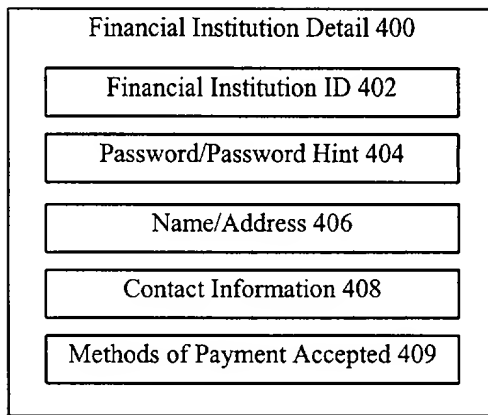 Financial Institution Detail 400
Financial Institution ID 402
Password/Password Hint 404
Name/Address 406
Contact Information 408
Methods of Payment Accepted 409